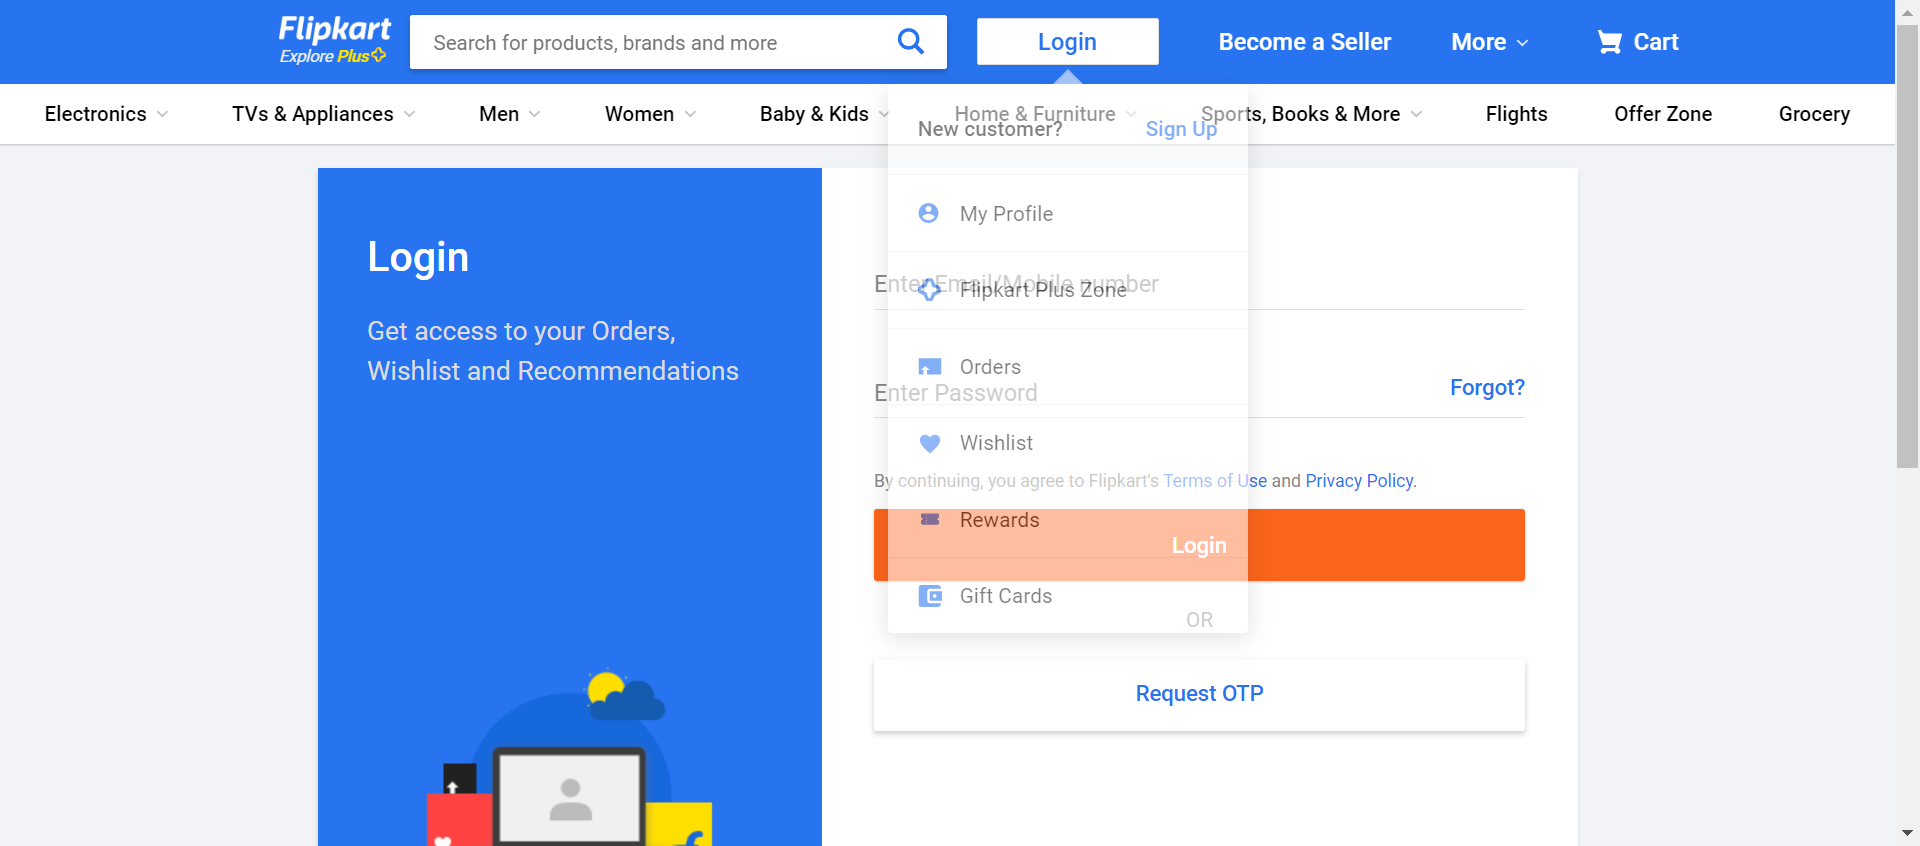 Flipkart
Explore Plus
Search for products, brands and more
Login
Become a Seller
More
Cart
Electronics
TVs & Appliances
Men
Women
Baby & Kids
Home & Furniture
Sports, Books & More
Flights
Offer Zone
Grocery
New customer?
Sign Up
My Profile
Flipkart Plus Zone
Orders
Wishlist
Rewards
Gift Cards
Login
Get access to your Orders,
Wishlist and Recommendations
Enter Email/Mobile number
Enter Password
Forgot?
By continuing, you agree to Flipkart's Terms of Use and Privacy Policy.
Login
OR
Request OTP